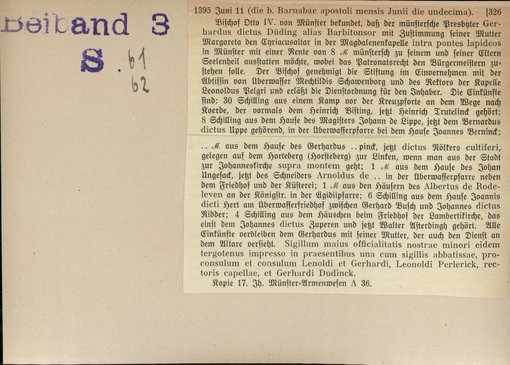 Beiband 3
S. 61
62
1395 Juni 11 (die b. Barnabae apostoli mensis Junii die undecima). [326
Bischof Otto IV. von Münster bekundet, daß der münstersche Presbyter Ger-
hardus dictus Düding alias Barbitonsor mit Zustimmung seiner Mutter
Margareta den Cyriacusaltar in der Magdalenenkapelle intra pontes lapideos
in Münster mit einer Rente von 8 M münstersch zu seinem und seiner Eltern
Seelenheil ausstatten möchte, wobei das Patronatsrecht den Bürgermeistern zu-
stehen solle. Der Bischof genehmigt die Stiftung im Einvernehmen mit der
Äbtissin von Überwasser Mechtildis Schawenborg und des Rektors der Kapelle
Leonoldus Pelgri und erläßt die Dienstordnung für den Inhaber. Die Einkünfte
sind: 30 Schilling aus einem Kamp vor der Kreuzpforte an dem Wege nach
Koerde, der vormals dem Heinrich Bisting, jetzt Heinrich Trutelinck gehört;
8 Schilling aus dem Hause des Magisters Johann de Lippe, jetzt dem Bernardus
dictus Uppe gehörend, in der Überwasserpfarre bei dem Hause Joannes Bernink;
.. M aus dem Hause des Gerhardus ..pinck, jetzt dictus Nölkers cultiferi,
gelegen auf dem Horteberg (Harsteberg) zur Linken, wenn man aus der Stadt
zur Johanneskirche supra montem geht; 1 M aus dem Hause des Johan
Ungesack, jetzt des Schneiders Arnoldus de .. in der Überwasserpfarre neben
dem Friedhof und der Küsterei; 1 M aus den Häusern des Albertus de Rode-
leven an der Königstr. in der Ägidiipfarre; 6 Schilling aus dem Hause Joannis
dicti Hert am Überwasserfriedhof zwischen Gerhard Busch und Johannes dictus
Ridder; 4 Schilling aus dem Häuschen beim Friedhof der Lambertikirche, das
einst dem Johannes dictus Zuperen und jetzt Walter Asterdingh gehört. Alle
Einkünfte verbleiben dem Gerhardus mit seiner Mutter, der auch den Dienst an
dem Altare versieht. Sigillum maius officialitatis nostrae minori eidem
tergotenus impresso in praesentibus una cum sigillis abbatissae, pro-
consulum et consulum Lenoldi et Gerhardi, Leonoldi Perlerick, rec-
toris capellae, et Gerhardi Dudinck.
Kopie 17. Jh. Münster-Armenwesen A 36.